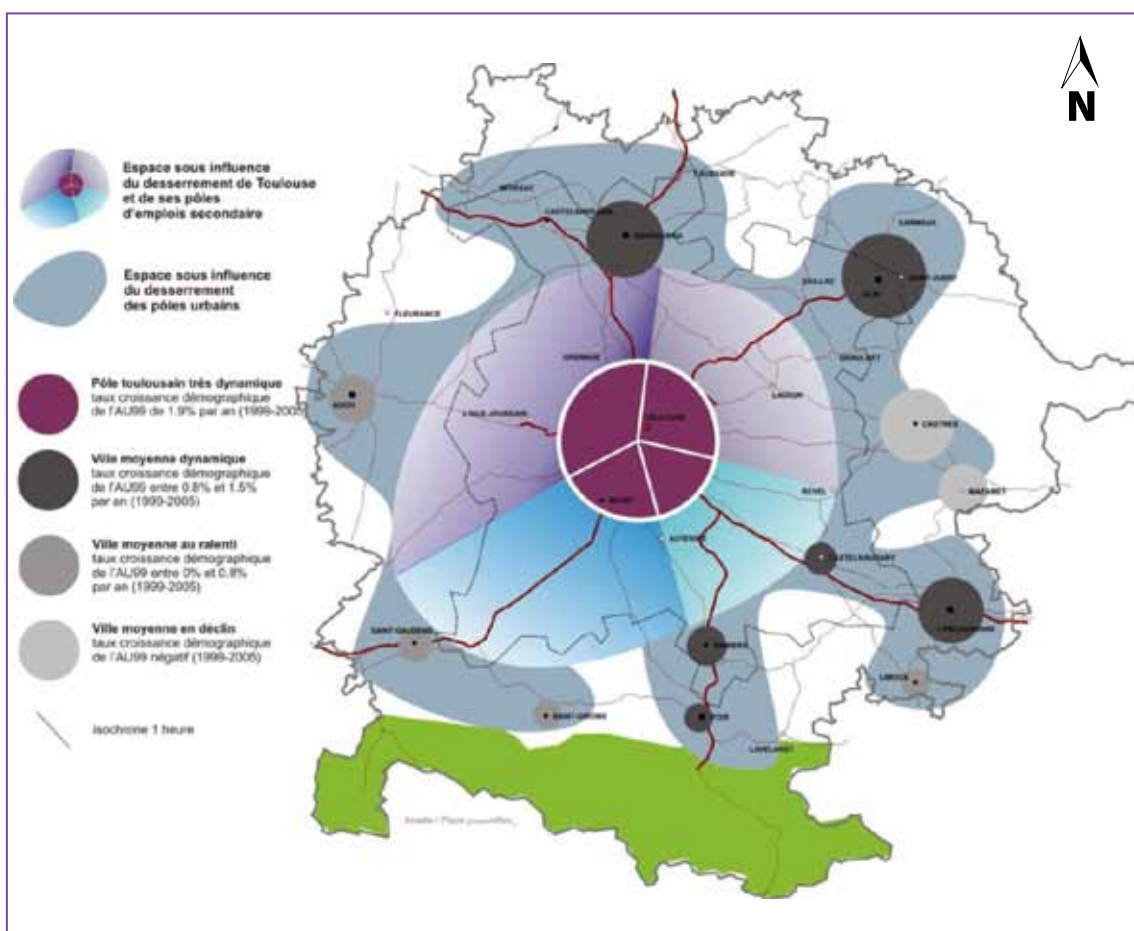 N
Espace sous influence
du desserrement de Toulouse
et de ses pôles
d'emplois secondaire
Espace sous influence
du desserrement
des pôles urbains
Pôle toulousain très dynamique
taux croissance démographique
de l'AU99 de 1.9% par an (1999-2005)
Ville moyenne dynamique
taux croissance démographique
de l'AU99 entre 0.8% et 1.5%
par an (1999-2005)
Ville moyenne au ralenti
taux croissance démographique
de l'AU99 entre 0% et 0.8%
par an (1999-2005)
Ville moyenne en déclin
taux croissance démographique
de l'AU99 négatif (1999-2005)
isochrone 1 heure
MOISSAC
CAUSSADE
CARMAUX
CASTELSARRASIN
MONTAUBAN
SAINT-JUERY
GAILLAC
ALBI
FLEURANCE
GRENADE
GRAULHET
LAVAUR
AUCH
L'ISLE-JOURDAIN
TOULOUSE
CASTRES
MAZAMET
MURET
REVEL
AUTERIVE
CASTELNAUDARY
CARCASSONNE
SAINT-GAUDENS
PAMIERS
LIMOUX
SAINT-GIRONS
FOIX
LAVELANET